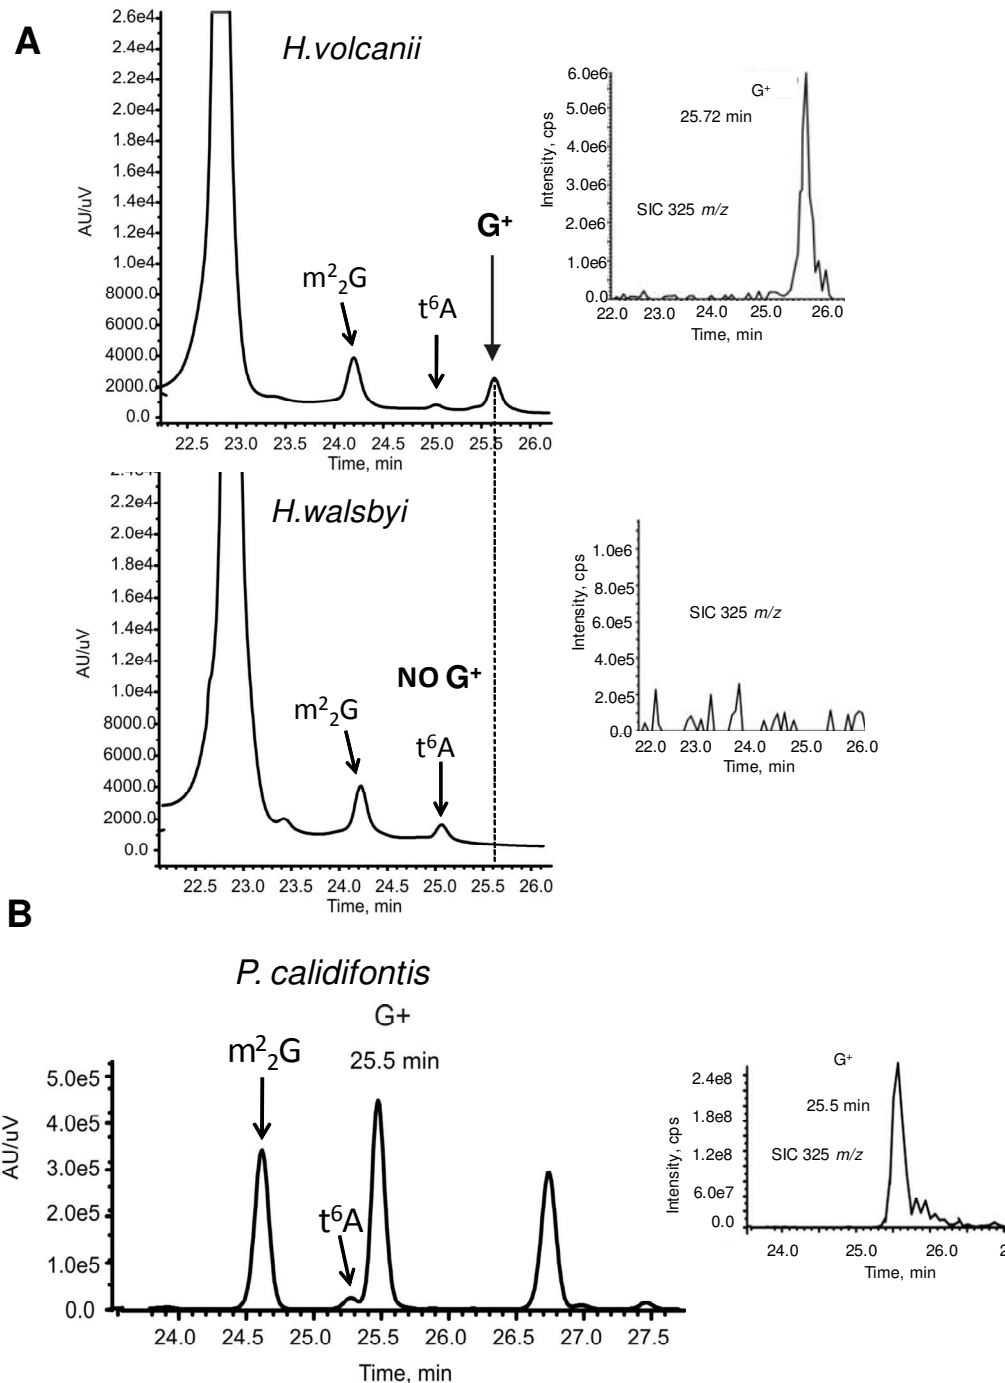 A
H.volcanii
2.6e4
2.4e4
2.2e4
2.0e4
1.8e4
1.6e4
1.4e4
1.2e4
1.0e4
8000.0
6000.0
4000.0
2000.0
0.0
AU/uV
m²₂G
t⁶A
G⁺
22.5 23.0 23.5 24.0 24.5 25.0 25.5 26.0
Time, min
6.0e6
5.0e6
4.0e6
3.0e6
2.0e6
1.0e6
0.0
Intensity, cps
G⁺
25.72 min
SIC 325 m/z
22.0 23.0 24.0 25.0 26.0
Time, min
H.walsbyi
2.2e4
2.0e4
1.8e4
1.6e4
1.4e4
1.2e4
1.0e4
8000.0
6000.0
4000.0
2000.0
0.0
AU/uV
NO G⁺
m²₂G
t⁶A
22.5 23.0 23.5 24.0 24.5 25.0 25.5 26.0
Time, min
1.0e6
8.0e5
6.0e5
4.0e5
2.0e5
0.0
Intensity, cps
SIC 325 m/z
22.0 23.0 24.0 25.0 26.0
Time, min
B
P. calidifontis
G+
25.5 min
m²₂G
t⁶A
5.0e5
4.0e5
3.0e5
2.0e5
1.0e5
0.0
AU/uV
24.0 24.5 25.0 25.5 26.0 26.5 27.0 27.5
Time, min
2.4e8
1.8e8
1.2e8
6.0e7
0.0
Intensity, cps
G⁺
25.5 min
SIC 325 m/z
24.0 25.0 26.0
Time, min